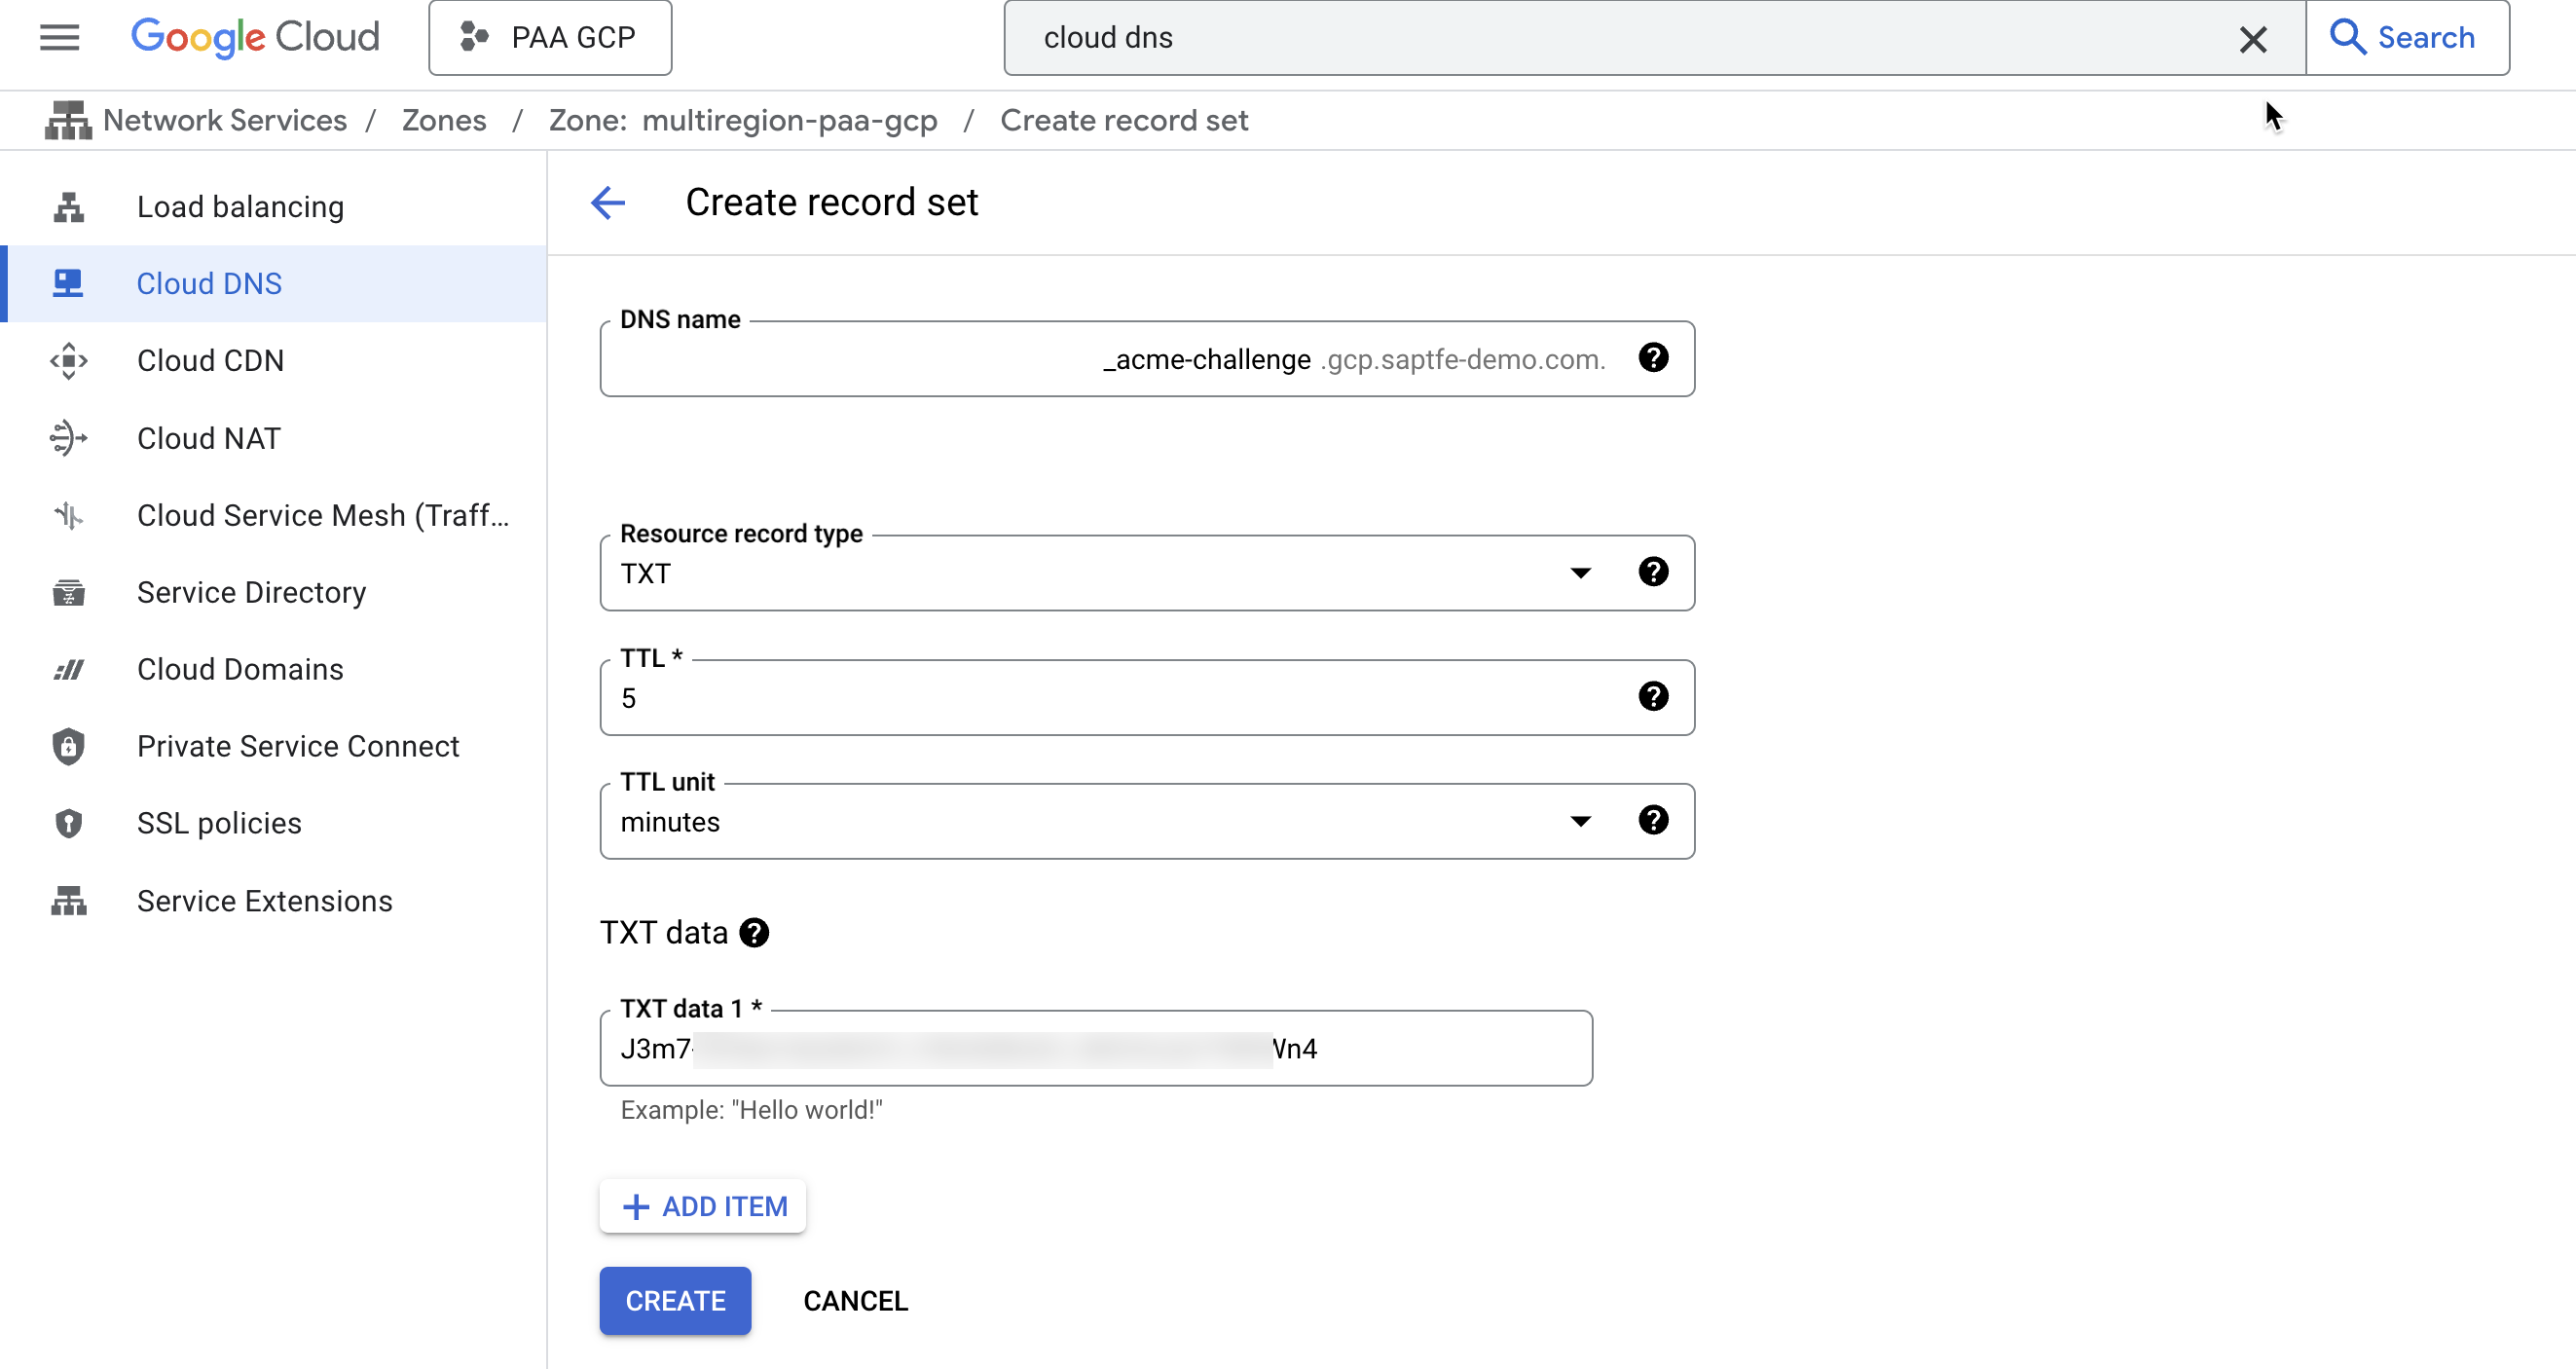 Google Cloud
PAA GCP
cloud dns
Search
Network Services / Zones / Zone: multiregion-paa-gcp / Create record set
Load balancing
Cloud DNS
Cloud CDN
Cloud NAT
Cloud Service Mesh (Traff...
Service Directory
Cloud Domains
Private Service Connect
SSL policies
Service Extensions
Create record set
DNS name
_acme-challenge .gcp.saptfe-demo.com.
Resource record type
TXT
TTL *
5
TTL unit
minutes
TXT data
TXT data 1 *
J3m7 Wn4
Example: "Hello world!"
+ ADD ITEM
CREATE
CANCEL